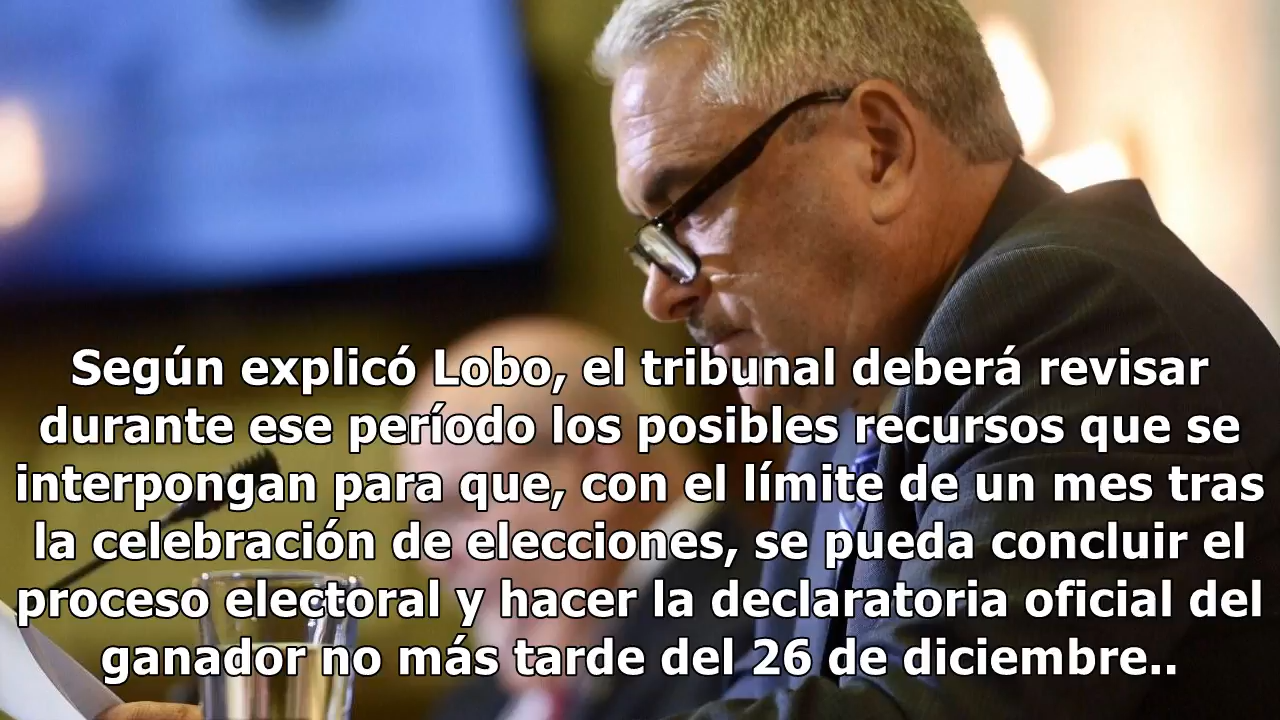 Según explicó Lobo, el tribunal deberá revisar
durante ese período los posibles recursos que se
interpongan para que, con el límite de un mes tras
la celebración de elecciones, se pueda concluir el
proceso electoral y hacer la declaratoria oficial del
ganador no más tarde del 26 de diciembre..